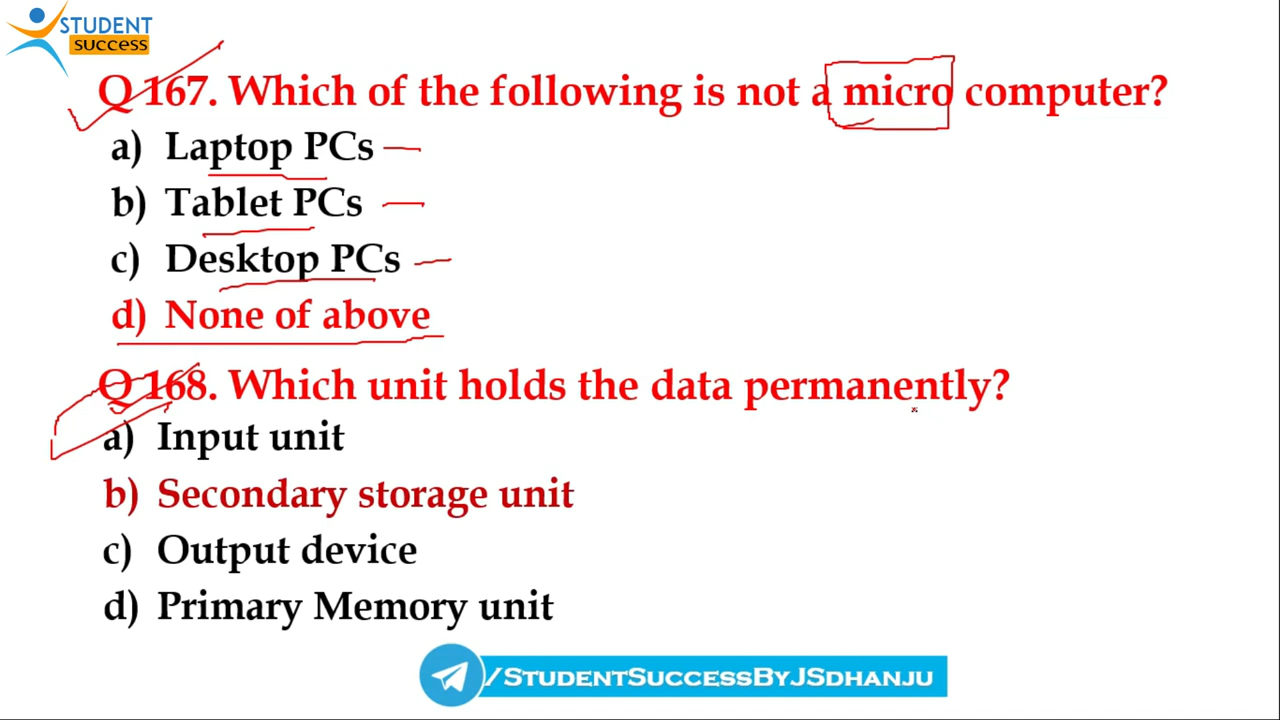 STUDENT
success
Q 167. Which of the following is not a micro computer?
a) Laptop PCs
b) Tablet PCs
c) Desktop PCs
d) None of above
Q 168. Which unit holds the data permanently?
a) Input unit
b) Secondary storage unit
c) Output device
d) Primary Memory unit
/StudentSuccessByJSdhanju